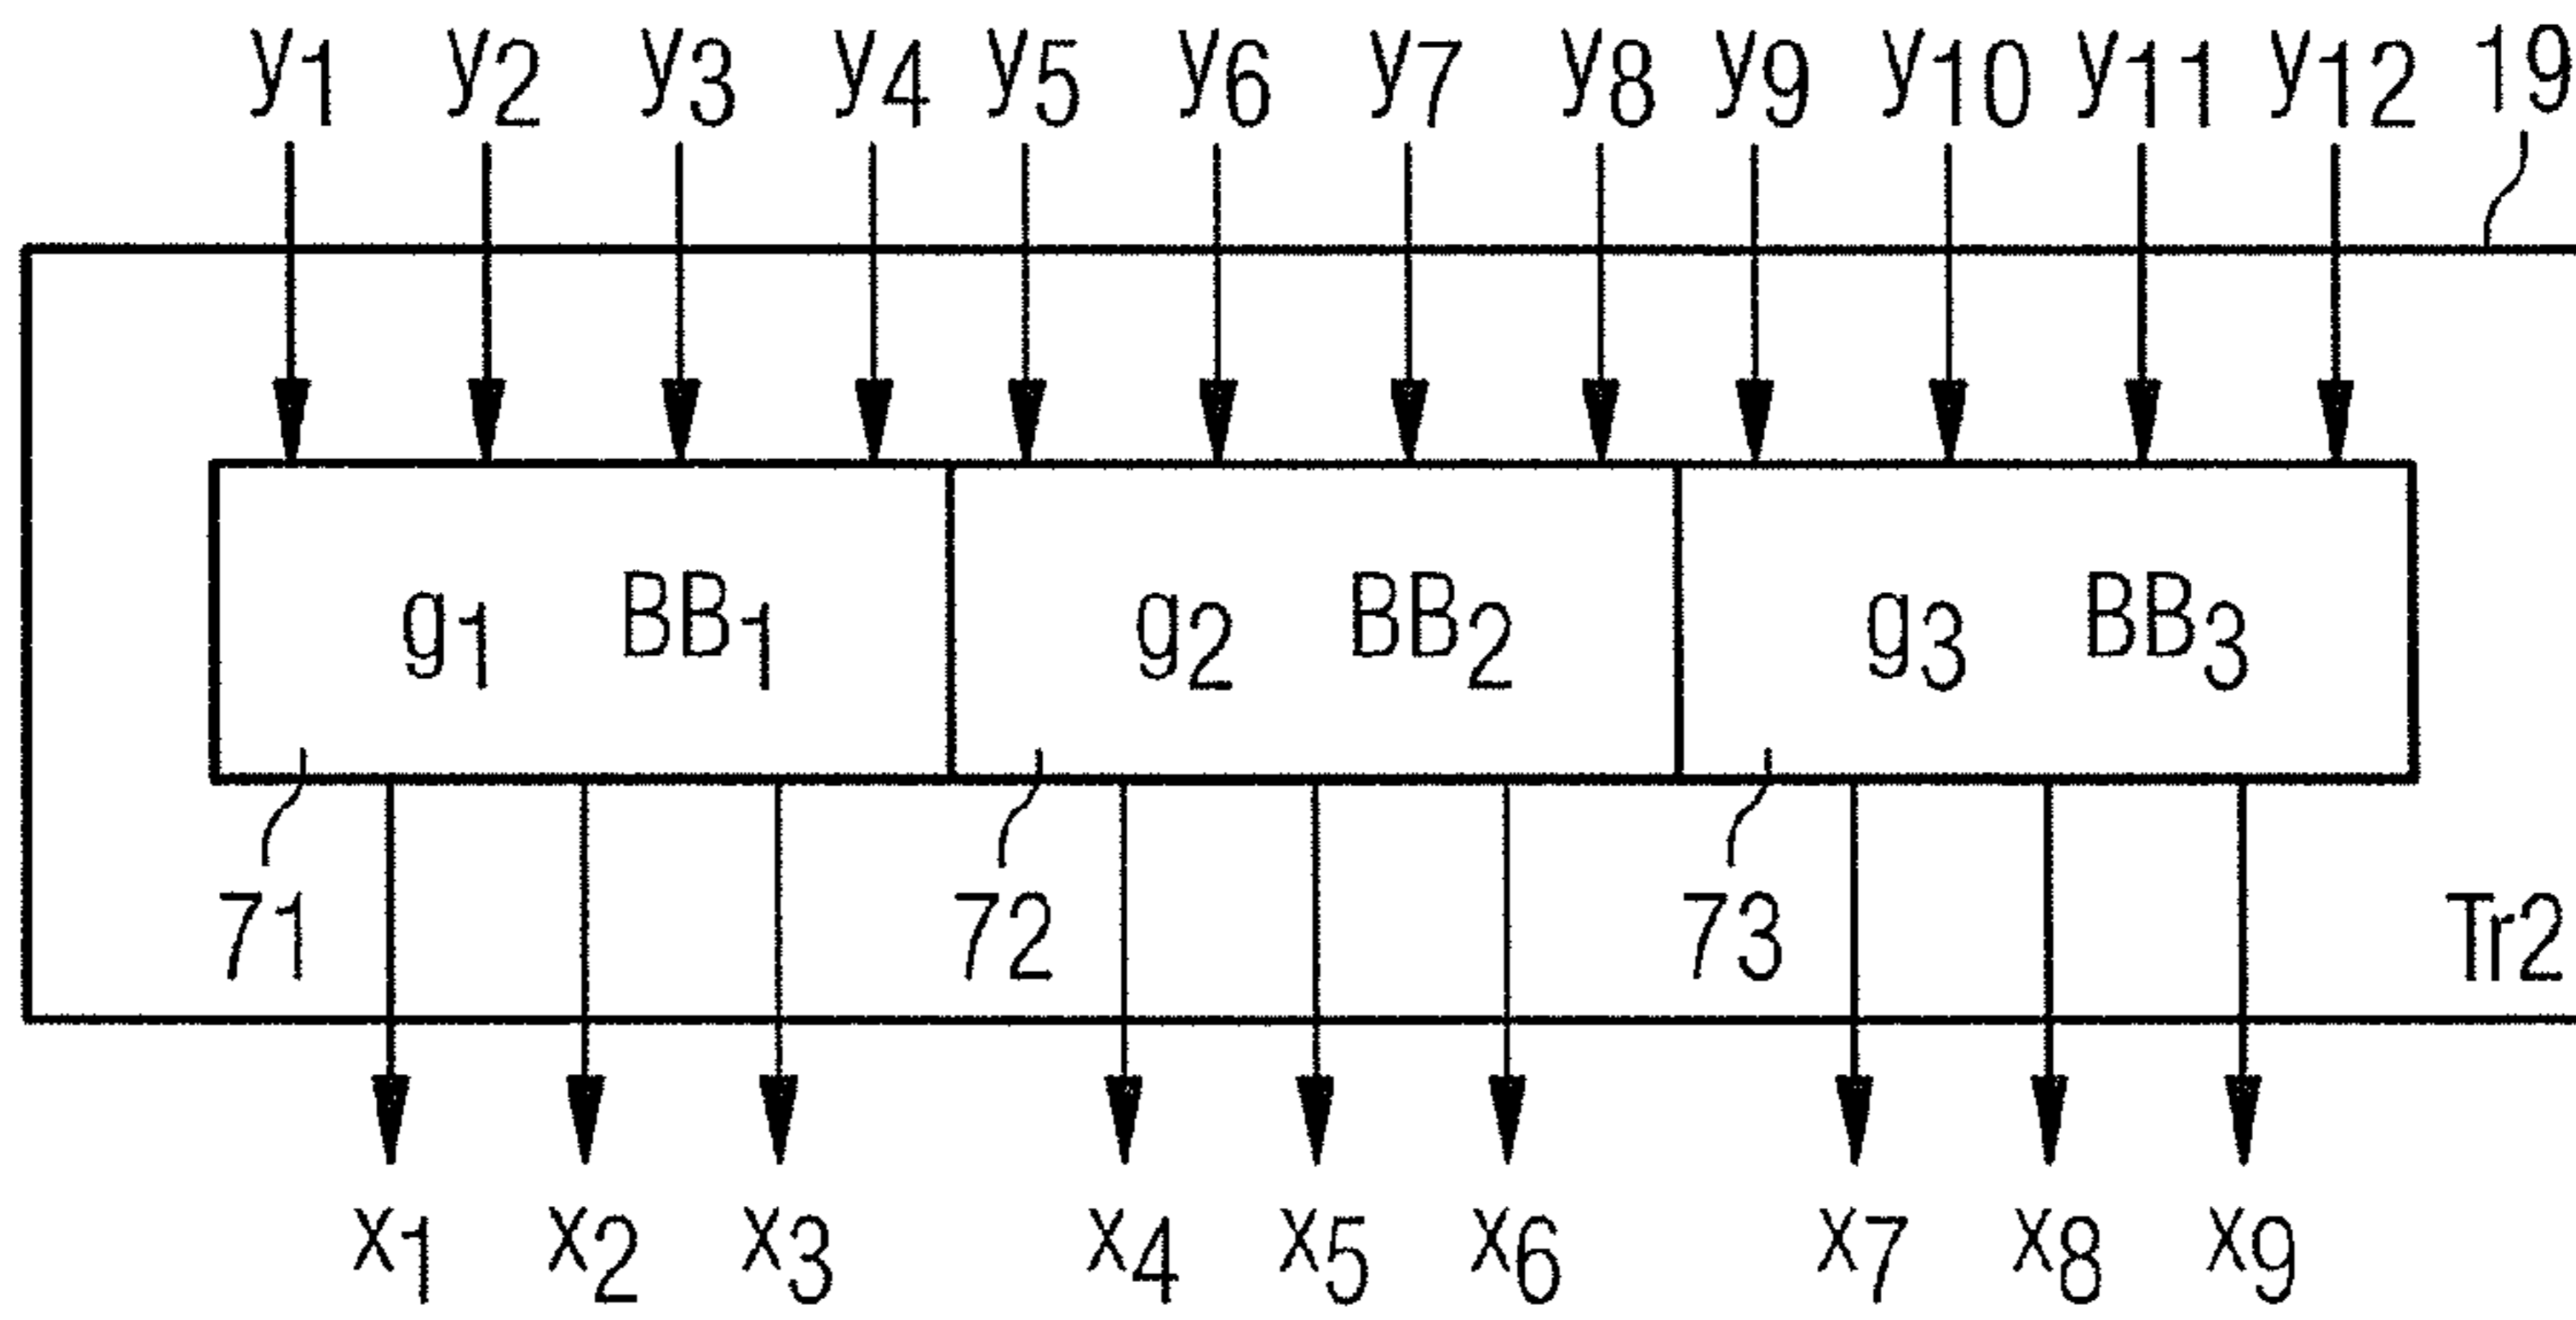 y1 y2 y3 y4 y5 y6 y7 y8 y9 y10 y11 y12 19
g1 BB1 g2 BB2 g3 BB3
71 72 73 Tr2
x1 x2 x3 x4 x5 x6 x7 x8 x9